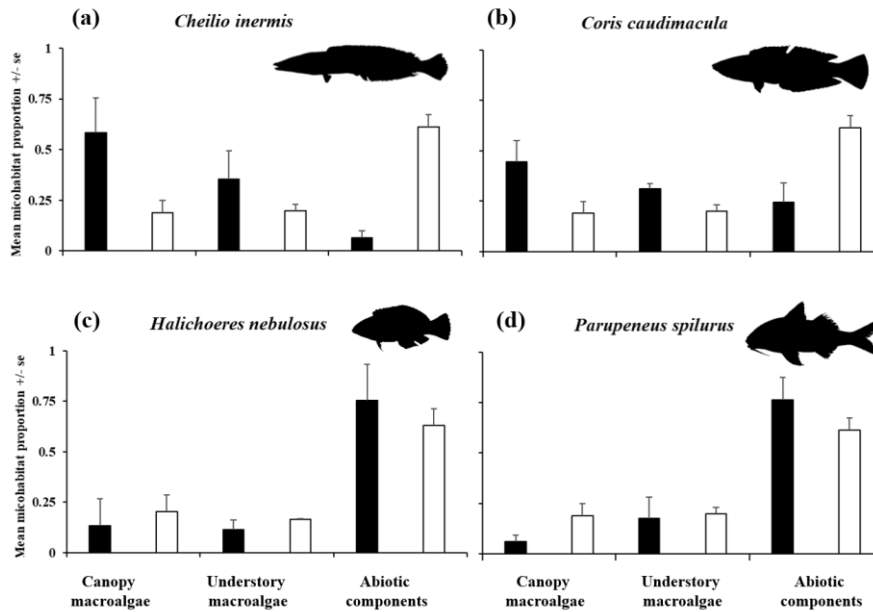 (a) Cheilio inermis
(b) Coris caudimacula
Mean micohabitat proportion +/- se
1
0.75
0.5
0.25
0
(c) Halichoeres nebulosus
(d) Parupeneus spilurus
Mean micohabitat proportion +/- se
1
0.75
0.5
0.25
0
Canopy
macroalgae
Understory
macroalgae
Abiotic
components
Canopy
macroalgae
Understory
macroalgae
Abiotic
components